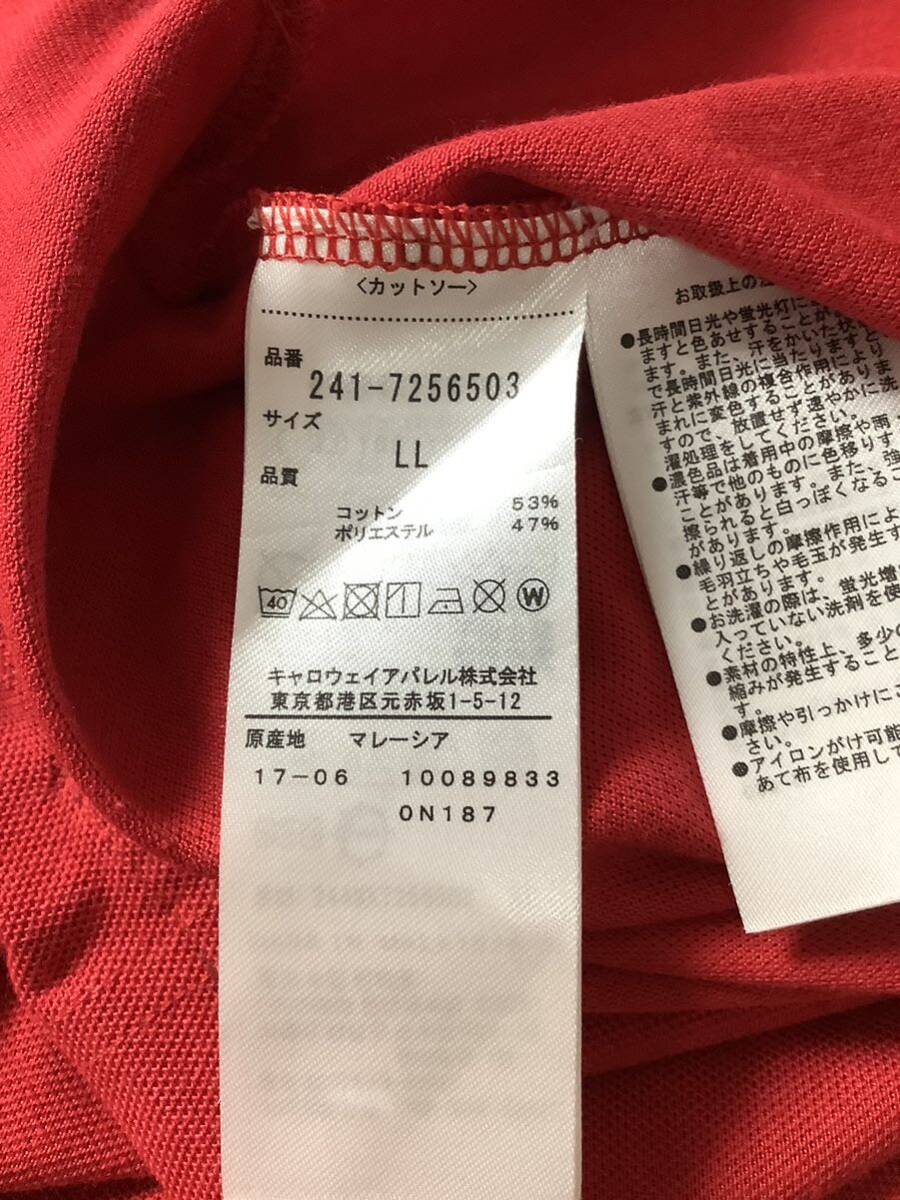 <カットソー>
品番
241-7256503
サイズ
LL
品質
コットン 53%
ポリエステル 47%
40
W
キャロウェイアパレル株式会社
東京都港区元赤坂1-5-12
原産地 マレーシア
17-06 10089833
0N187
お取扱上の
●長時間日光や蛍光灯に
ますと色あせすることが
で。また、汗をかいた状
長時間日光に当たりますと
汗と紫外線の複合作用により
まれに変色することがありま
すので、放置せず速やかに洗
濯処理をしてください。
●濃色品は着用中の摩擦や雨・
汗等で他のものに色移りす
ことがあります。また、強
擦られると白っぽくなるこ
があります。
●繰り返しの摩擦作用によ
毛羽立ちや毛玉が発生す
とがあります。
●お洗濯の際は、蛍光増
入っていない洗剤を使
ください。
●素材の特性上、多少の
縮みが発生すること
す。
●摩擦や引っかけにご
さい。
●アイロンがけ可能
あて布を使用して